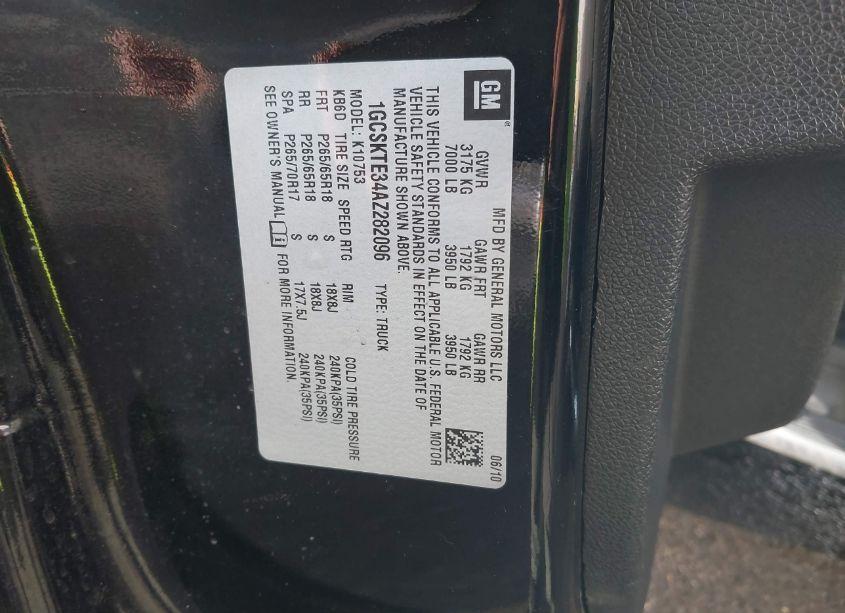 GM
MFD BY GENERAL MOTORS LLC 06/10
GVWR GAWR FRT GAWR RR
3175 KG 1792 KG 1792 KG
7000 LB 3950 LB 3950 LB
THIS VEHICLE CONFORMS TO ALL APPLICABLE U.S. FEDERAL MOTOR
VEHICLE SAFETY STANDARDS IN EFFECT ON THE DATE OF
MANUFACTURE SHOWN ABOVE.
1GCSKTE34AZ282096 TYPE: TRUCK
MODEL: K10753
KB6D TIRE SIZE SPEED RTG RIM COLD TIRE PRESSURE
FRT P265/65R18 S 18X8J 240KPA(35PSI)
RR P265/65R18 S 18X8J 240KPA(35PSI)
SPA P265/70R17 S 17X7.5J 240KPA(35PSI)
SEE OWNER'S MANUAL i FOR MORE INFORMATION.